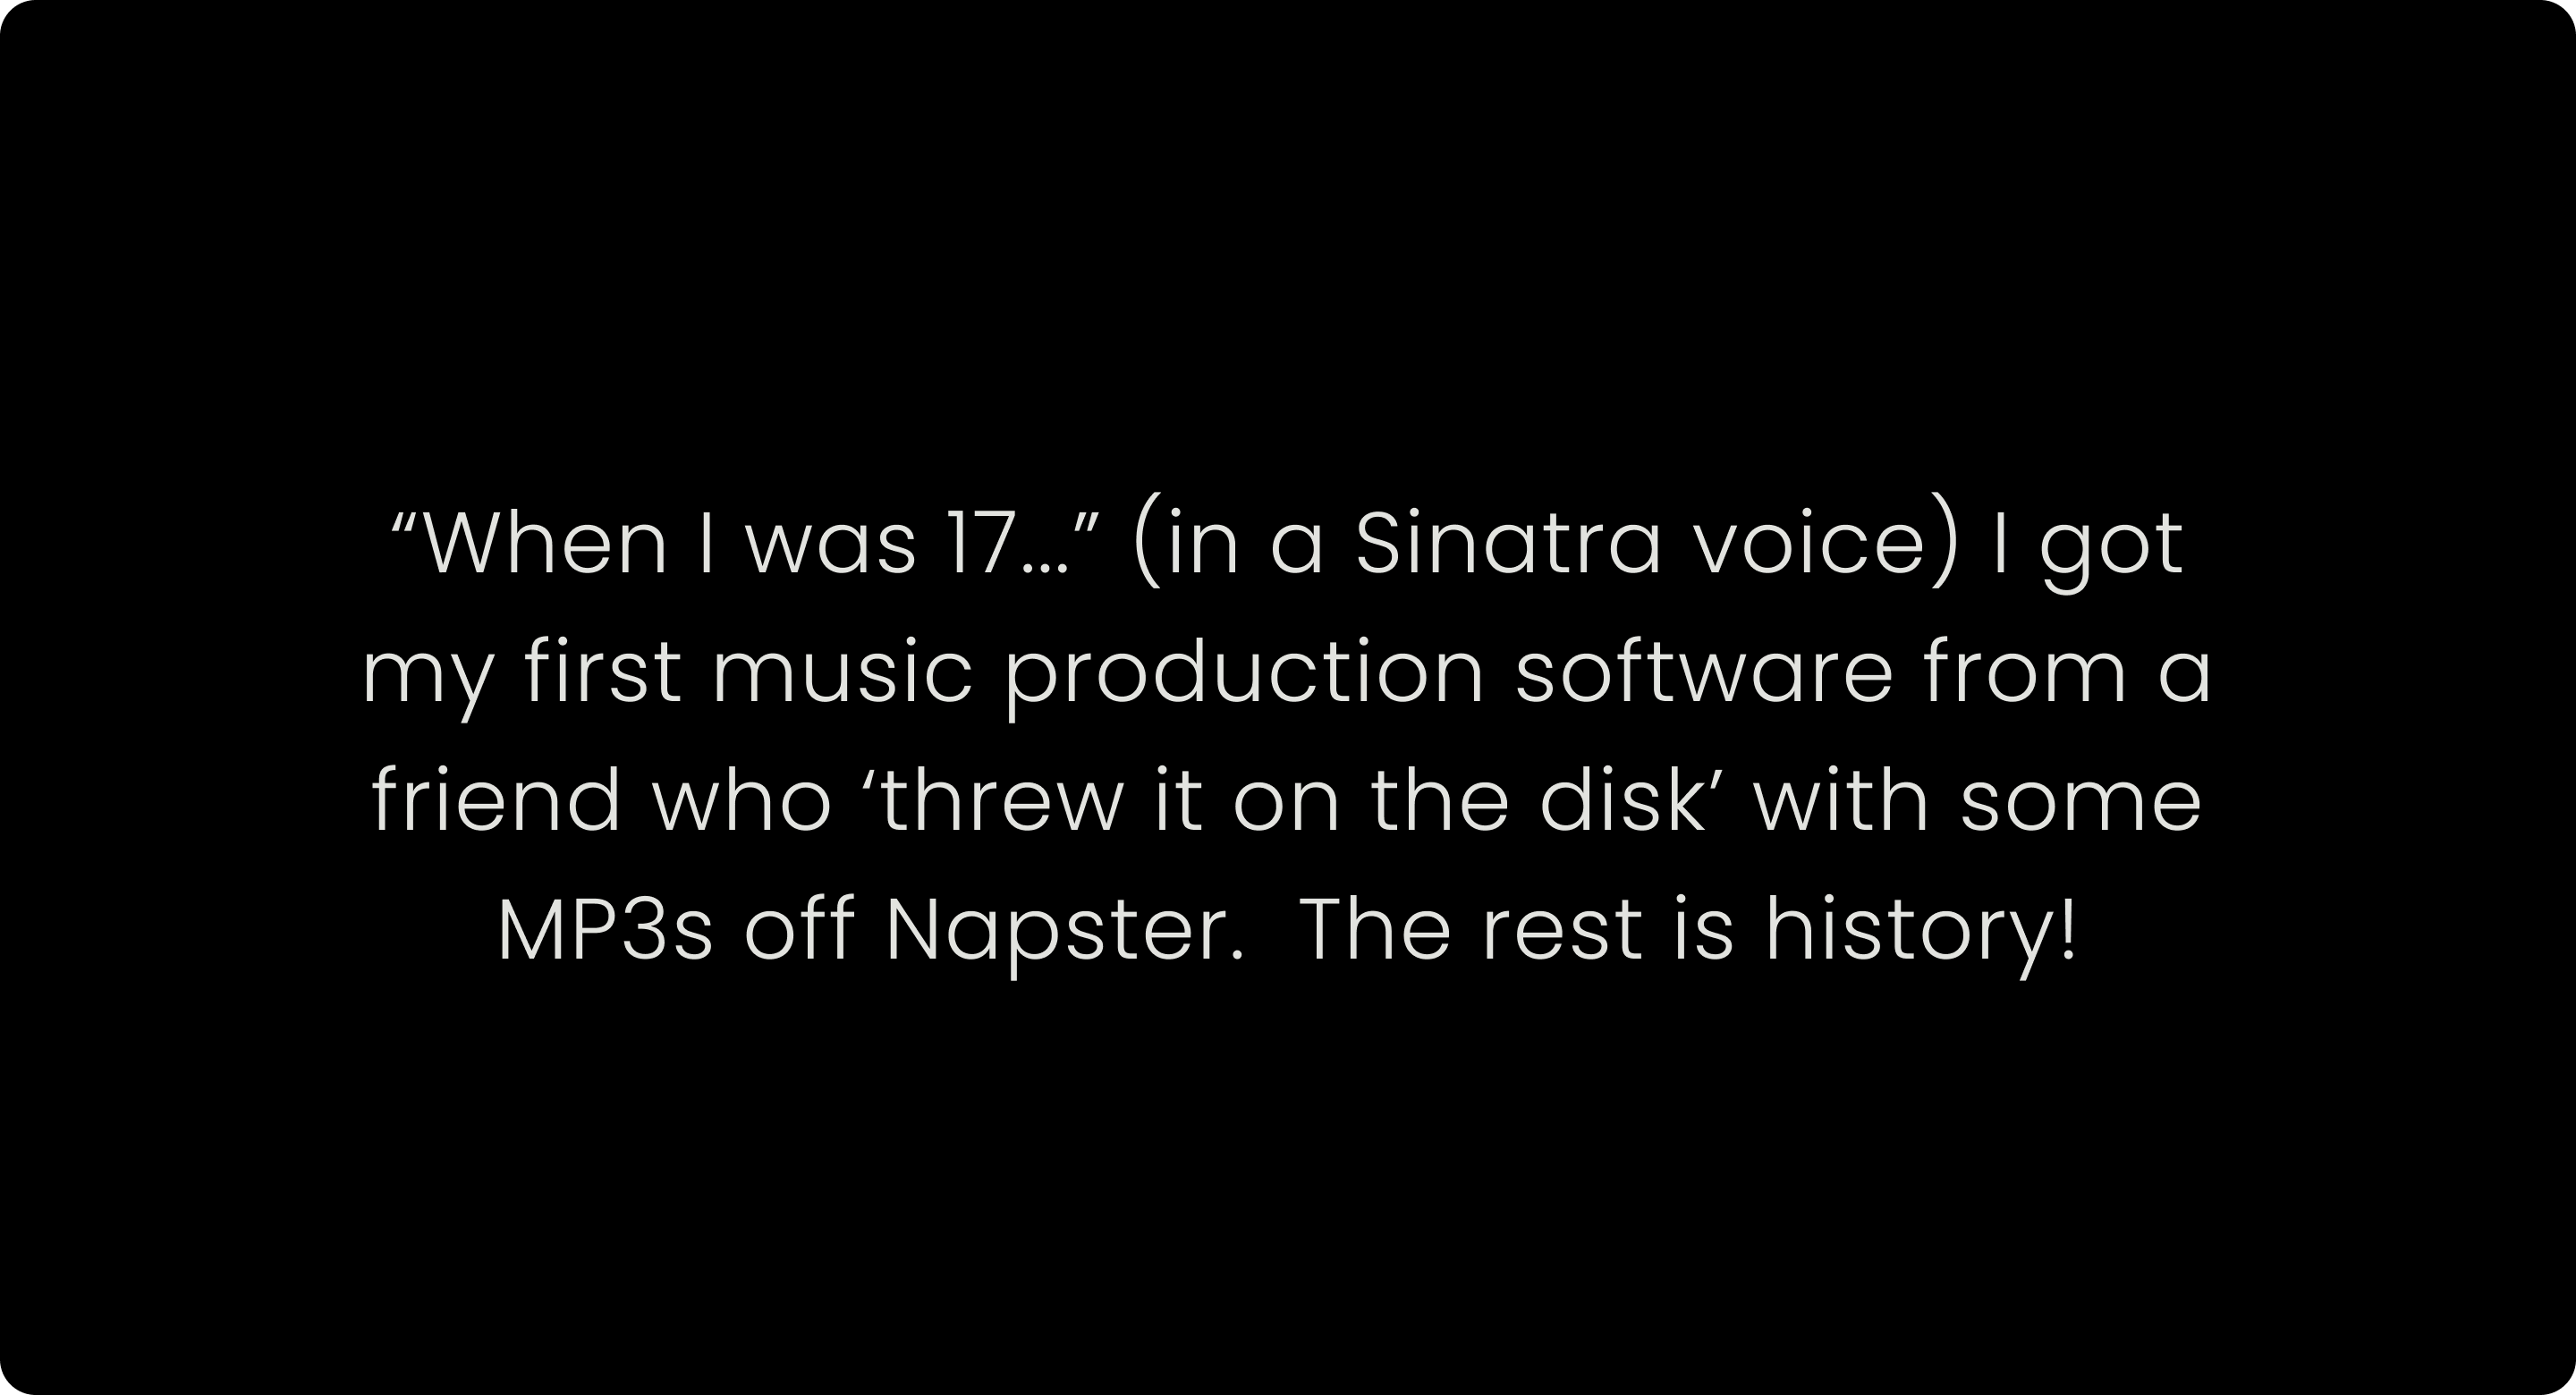 “When I was 17...” (in a Sinatra voice) I got
my first music production software from a
friend who ‘threw it on the disk’ with some
MP3s off Napster.  The rest is history!